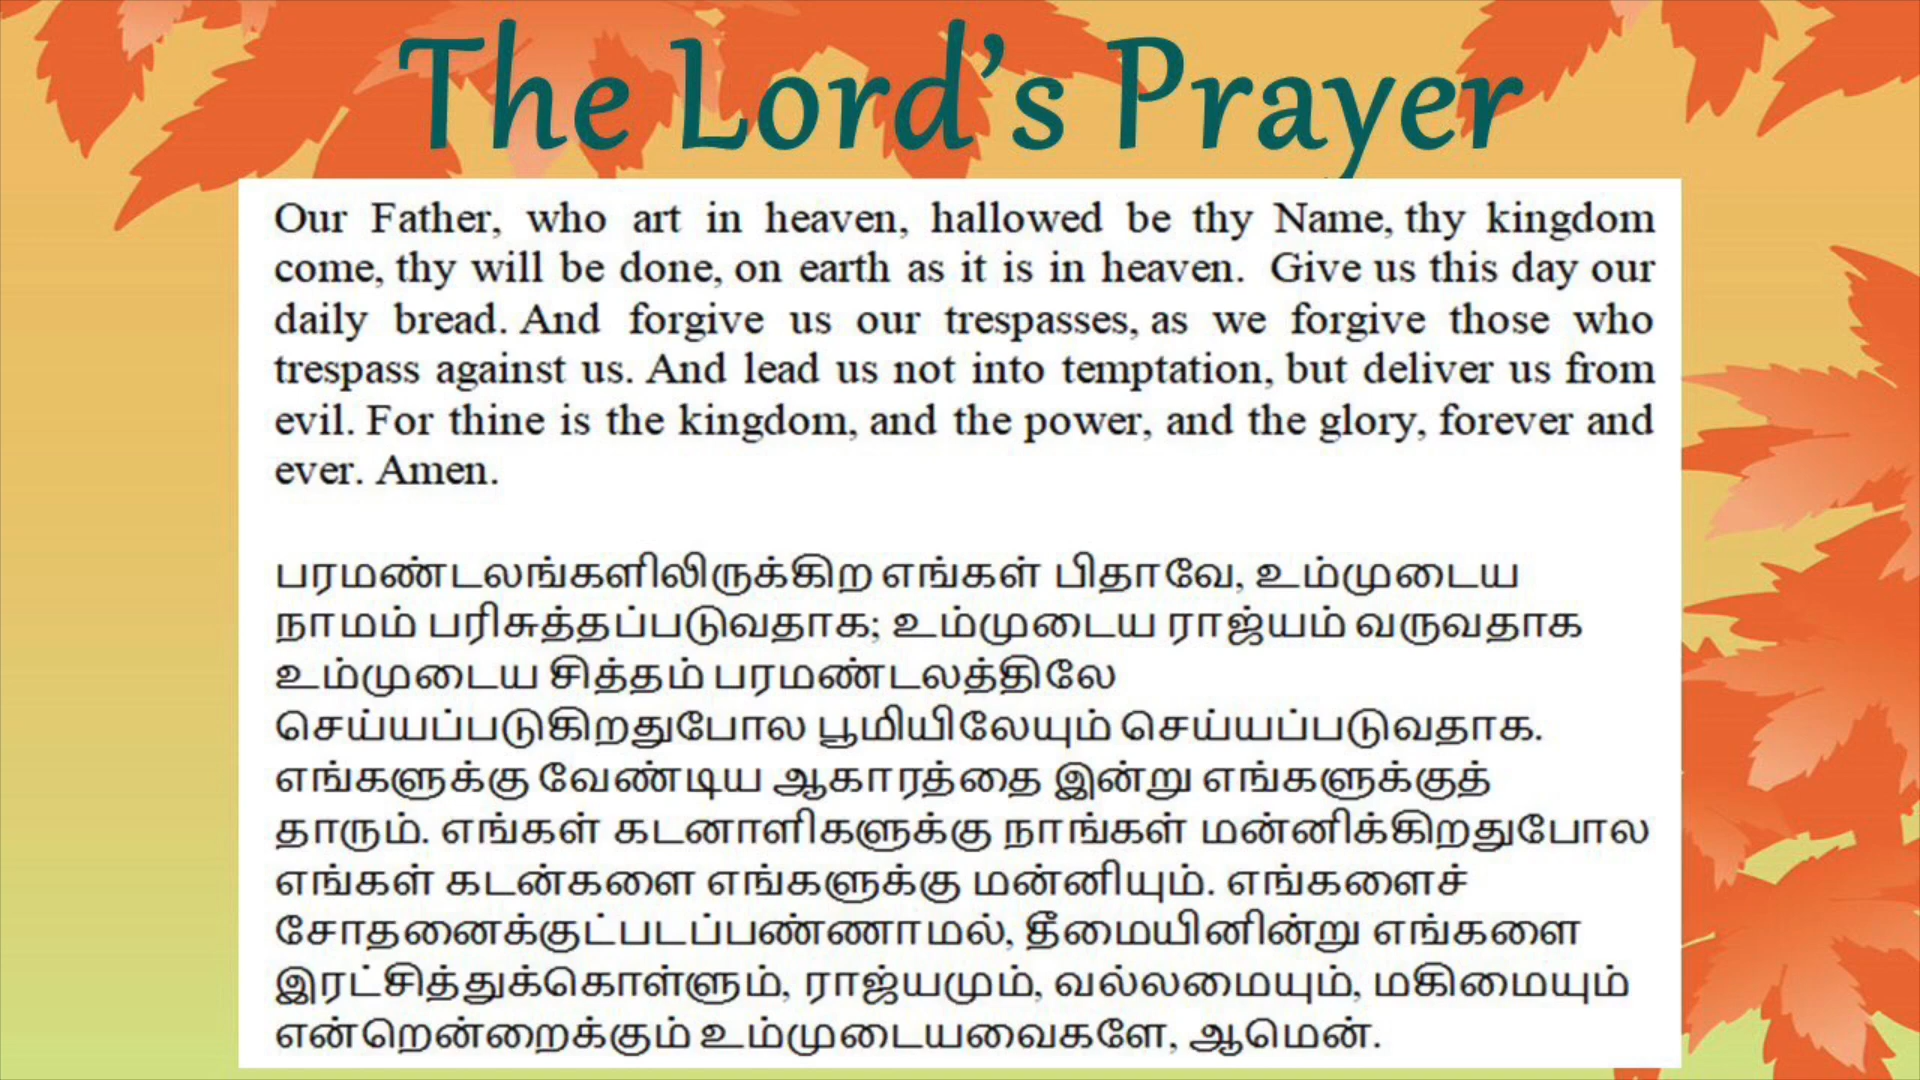 The Lord's Prayer
Our Father, who art in heaven, hallowed be thy Name, thy kingdom
come, thy will be done, on earth as it is in heaven. Give us this day our
daily bread. And forgive us our trespasses, as we forgive those who
trespass against us. And lead us not into temptation, but deliver us from
evil. For thine is the kingdom, and the power, and the glory, forever and
ever. Amen.
பரமண்டலங்களிலிருக்கிற எங்கள் பிதாவே, உம்முடைய
நாமம் பரிசுத்தப்படுவதாக; உம்முடைய ராஜ்யம் வருவதாக
உம்முடைய சித்தம் பரமண்டலத்திலே
செய்யப்படுகிறதுபோல பூமியிலேயும் செய்யப்படுவதாக.
எங்களுக்கு வேண்டிய ஆகாரத்தை இன்று எங்களுக்குத்
தாரும். எங்கள் கடனாளிகளுக்கு நாங்கள் மன்னிக்கிறதுபோல
எங்கள் கடன்களை எங்களுக்கு மன்னியும். எங்களைச்
சோதனைக்குட்படப்பண்ணாமல், தீமையினின்று எங்களை
இரட்சித்துக்கொள்ளும், ராஜ்யமும், வல்லமையும், மகிமையும்
என்றென்றைக்கும் உம்முடையவைகளே, ஆமென்.